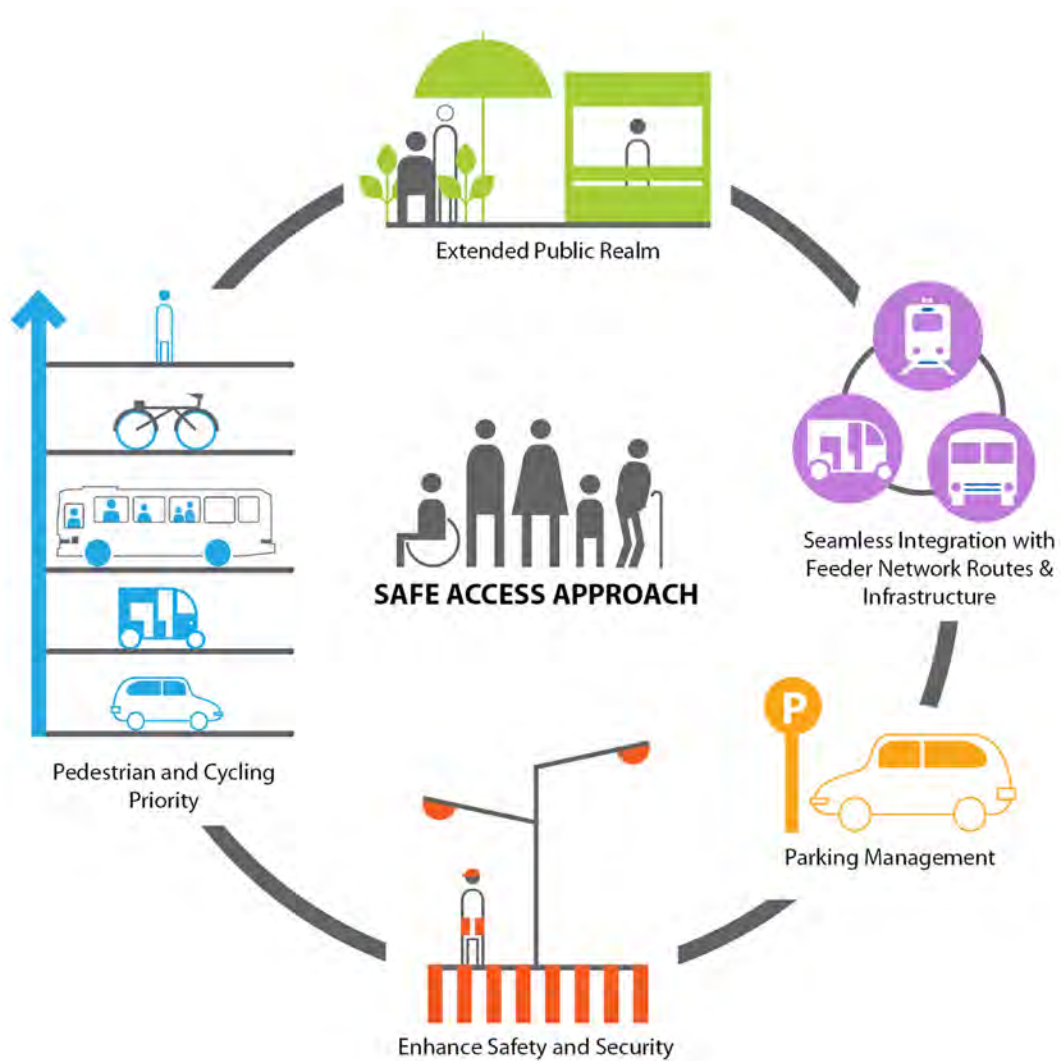 Extended Public Realm
Seamless Integration with
Feeder Network Routes &
Infrastructure
SAFE ACCESS APPROACH
P
Parking Management
Pedestrian and Cycling
Priority
Enhance Safety and Security